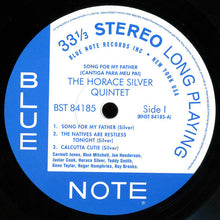 33 1/3 STEREO LONG PLAYING
BLUE NOTE RECORDS INC • NEW YORK USA
SONG FOR MY FATHER
(CANTIGA PARA MEU PAI)
THE HORACE SILVER
QUINTET
BST 84185
Side I
(BNST 84185-A)
1. SONG FOR MY FATHER (Silver)
2. THE NATIVES ARE RESTLESS
TONIGHT (Silver)
3. CALCUTTA CUTIE (Silver)
Carmell Jones, Blue Mitchell, Joe Henderson,
Junior Cook, Horace Silver, Teddy Smith,
Gene Taylor, Roger Humphries, Roy Brooks.
BLUE
NOTE